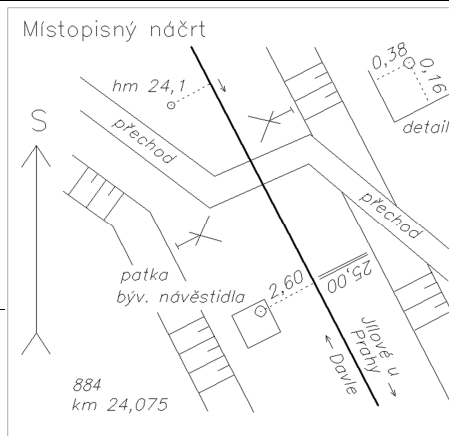 Místopisný náčrt
hm 24,1
0,38
0,16
detail
S
přechod
přechod
patka
býv. návěstidla
2,60
25,00
Jílové u
Prahy →
← Davle
884
km 24,075